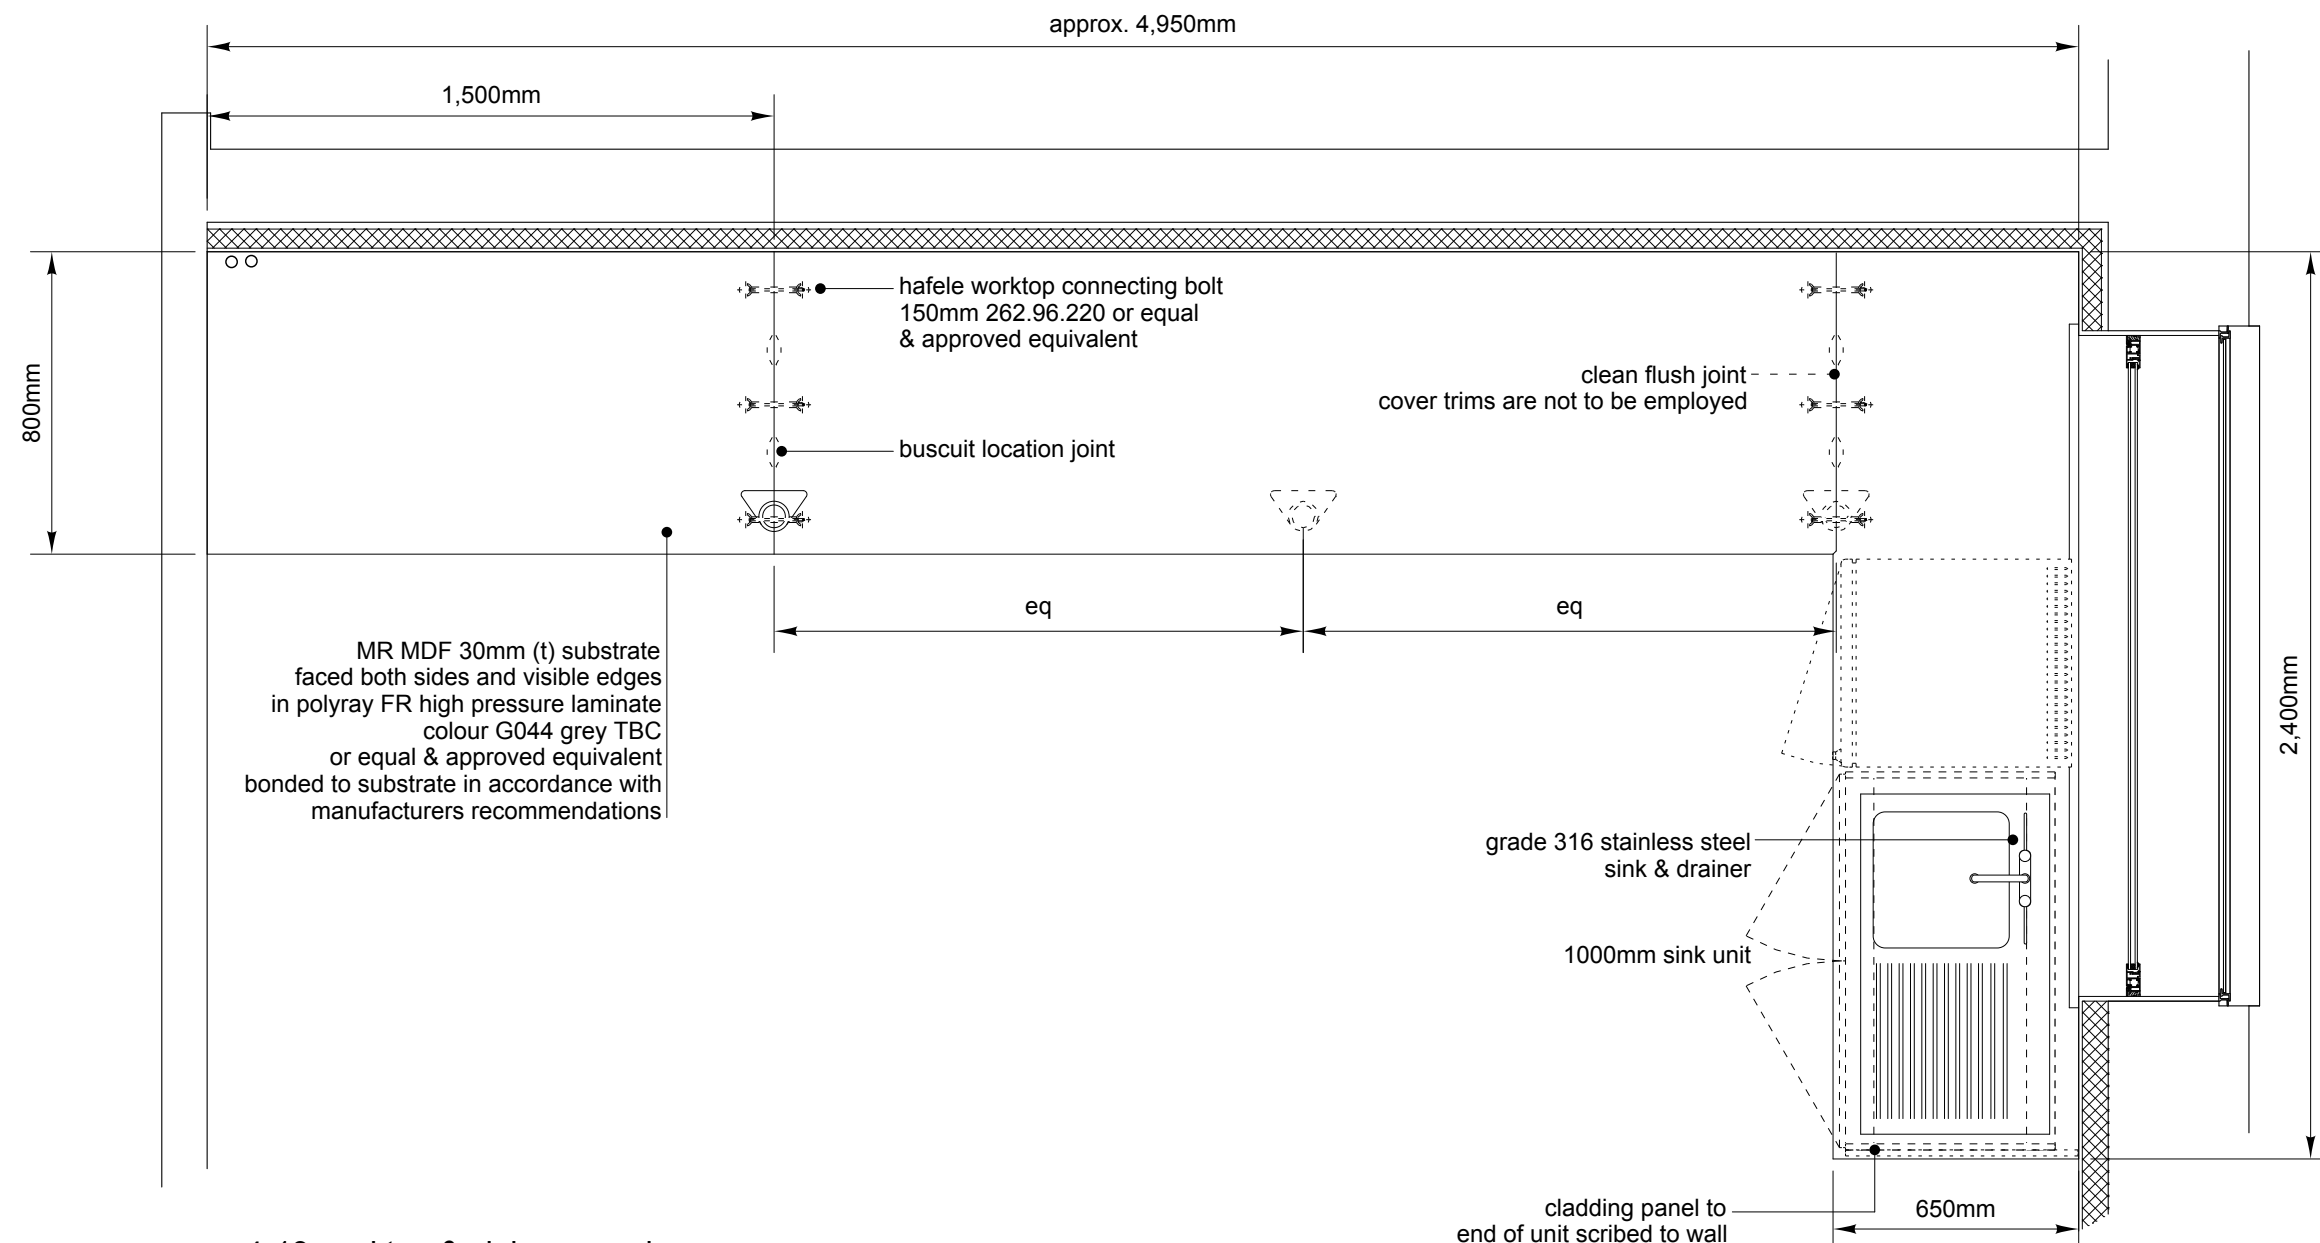 approx. 4,950mm
1,500mm
800mm
hafele worktop connecting bolt
150mm 262.96.220 or equal
& approved equivalent
clean flush joint
cover trims are not to be employed
buscuit location joint
eq
eq
MR MDF 30mm (t) substrate
faced both sides and visible edges
in polyray FR high pressure laminate
colour G044 grey TBC
or equal & approved equivalent
bonded to substrate in accordance with
manufacturers recommendations
2,400mm
grade 316 stainless steel
sink & drainer
1000mm sink unit
cladding panel to
end of unit scribed to wall
650mm